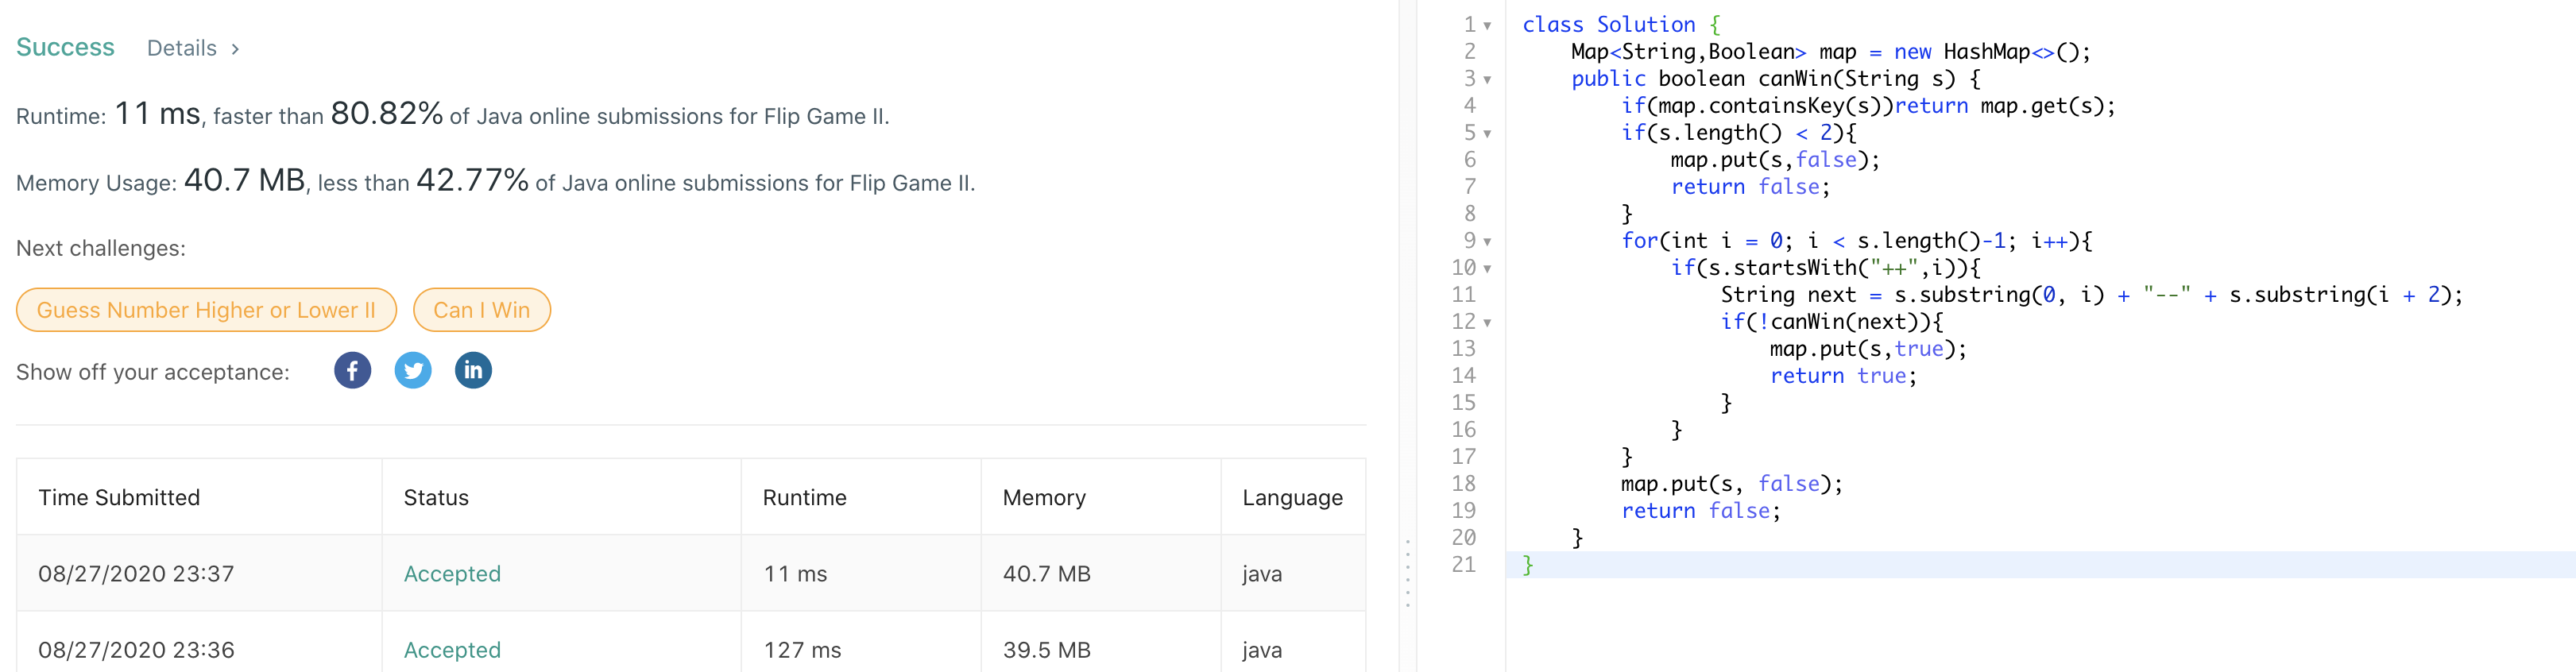 Success Details >
Runtime: 11 ms, faster than 80.82% of Java online submissions for Flip Game II.
Memory Usage: 40.7 MB, less than 42.77% of Java online submissions for Flip Game II.
Next challenges:
Guess Number Higher or Lower II Can I Win
Show off your acceptance: f in
Time Submitted Status Runtime Memory Language
08/27/2020 23:37 Accepted 11 ms 40.7 MB java
08/27/2020 23:36 Accepted 127 ms 39.5 MB java
1 class Solution {
2     Map<String,Boolean> map = new HashMap<>();
3     public boolean canWin(String s) {
4         if(map.containsKey(s))return map.get(s);
5         if(s.length() < 2){
6             map.put(s,false);
7             return false;
8         }
9         for(int i = 0; i < s.length()-1; i++){
10             if(s.startsWith("++",i)){
11                 String next = s.substring(0, i) + "--" + s.substring(i + 2);
12                 if(!canWin(next)){
13                     map.put(s,true);
14                     return true;
15                 }
16             }
17         }
18         map.put(s, false);
19         return false;
20     }
21 }